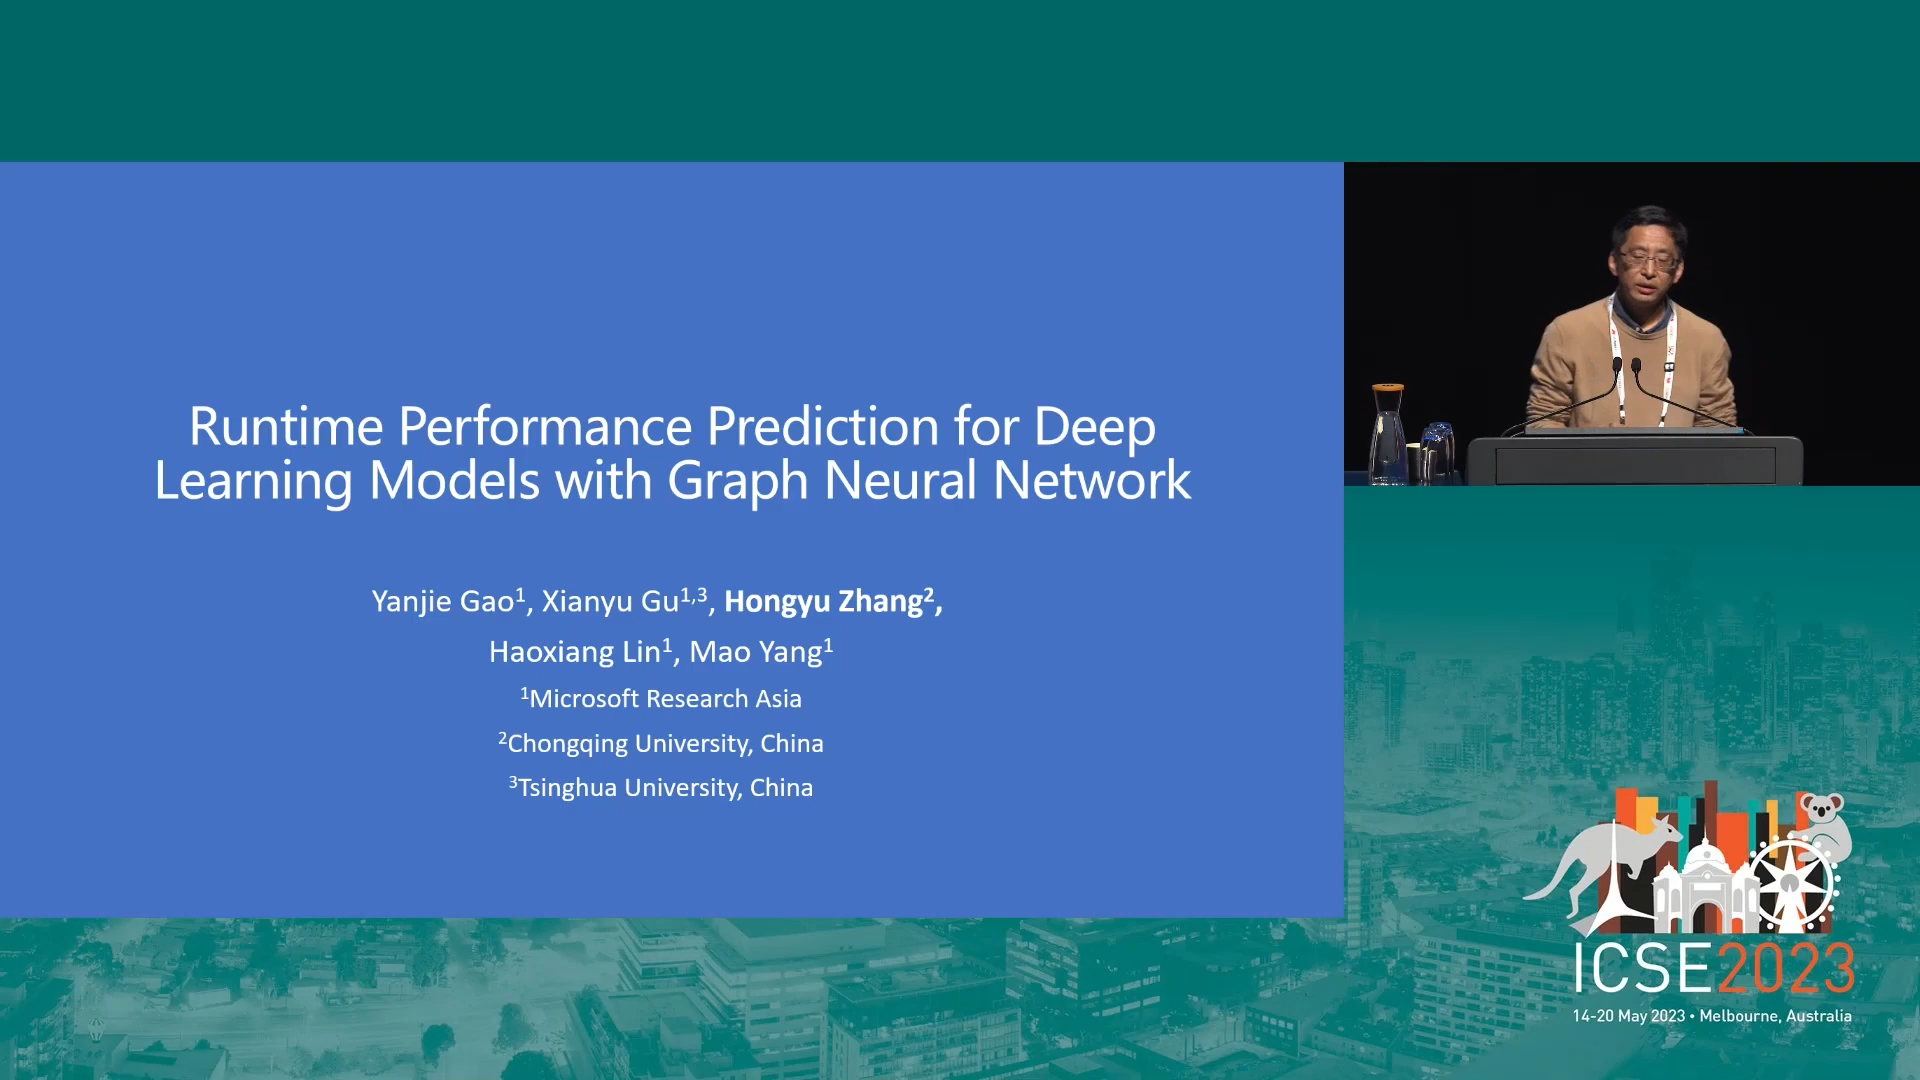 Runtime Performance Prediction for Deep
Learning Models with Graph Neural Network
Yanjie Gao¹, Xianyu Gu¹,³, Hongyu Zhang²,
Haoxiang Lin¹, Mao Yang¹
¹Microsoft Research Asia
²Chongqing University, China
³Tsinghua University, China
ICSE2023
14-20 May 2023 • Melbourne, Australia